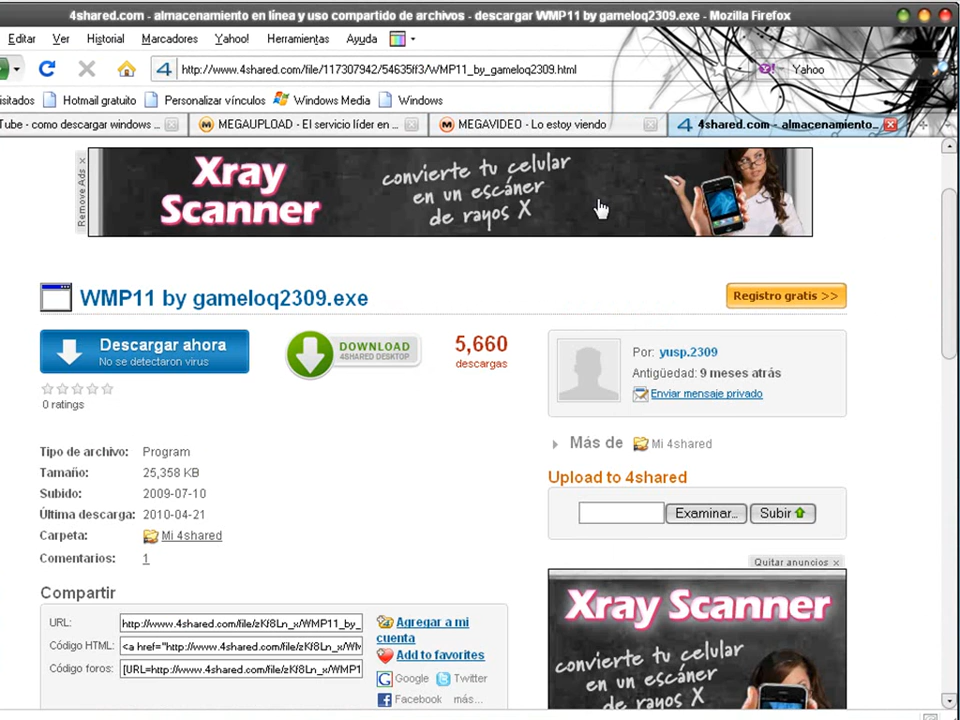 4shared.com - almacenamiento en línea y uso compartido de archivos - descargar WMP11 by gameloq2309.exe - Mozilla Firefox
Editar Ver Historial Marcadores Yahoo! Herramientas Ayuda
http://www.4shared.com/file/117307942/54635ff3/WMP11_by_gameloq2309.html
Yahoo
isitados Hotmail gratuito Personalizar vínculos Windows Media Windows
Tube - como descargar windows ... MEGAUPLOAD - El servicio líder en ... MEGAVIDEO - Lo estoy viendo 4shared.com - almacenamiento...
Remove Ads x
Xray
Scanner
convierte tu celular
en un escáner
de rayos X
WMP11 by gameloq2309.exe
Registro gratis >>
Descargar ahora
No se detectaron virus
DOWNLOAD
4SHARED DESKTOP
5,660
descargas
0 ratings
Por: yusp.2309
Antigüedad: 9 meses atrás
Enviar mensaje privado
Más de Mi 4shared
Upload to 4shared
Examinar... Subir
Tipo de archivo: Program
Tamaño: 25,358 KB
Subido: 2009-07-10
Última descarga: 2010-04-21
Carpeta: Mi 4shared
Comentarios: 1
Quitar anuncios x
Xray Scanner
convierte tu celular
en un escáner
de rayos X
Compartir
URL: http://www.4shared.com/file/zKf8Ln_x/WMP11_by_
Código HTML: <a href="http://www.4shared.com/file/zKf8Ln_x/WM
Código foros: [URL=http://www.4shared.com/file/zKf8Ln_x/WMP1
Agregar a mi
cuenta
Add to favorites
Google Twitter
Facebook más...